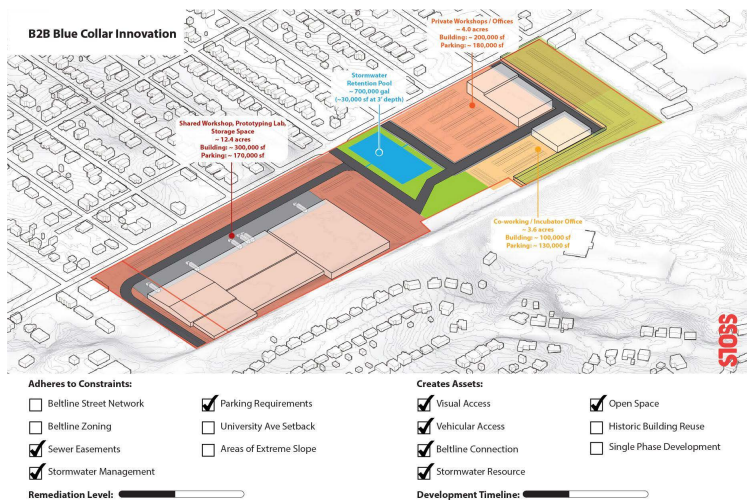 B2B Blue Collar Innovation
Private Workshops / Offices
~ 4.0 acres
Building: ~ 200,000 sf
Parking: ~ 180,000 sf
Stormwater
Retention Pool
~700,000 gal
(~30,000 sf at 3' depth)
Shared Workshop, Prototyping Lab,
Storage Space
~ 12.4 acres
Building: ~ 300,000 sf
Parking: ~ 170,000 sf
Co-working / Incubator Office
~ 3.6 acres
Building: ~ 100,000 sf
Parking: ~ 130,000 sf
SLOSS
Adheres to Constraints:
Beltline Street Network
Beltline Zoning
Sewer Easements
Stormwater Management
Parking Requirements
University Ave Setback
Areas of Extreme Slope
Remediation Level:
Creates Assets:
Visual Access
Vehicular Access
Beltline Connection
Stormwater Resource
Open Space
Historic Building Reuse
Single Phase Development
Development Timeline: